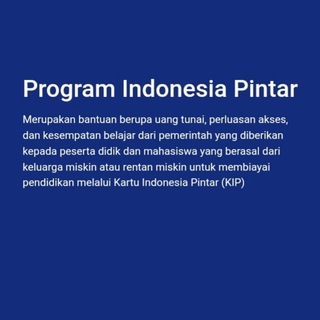 Program Indonesia Pintar
Merupakan bantuan berupa uang tunai, perluasan akses,
dan kesempatan belajar dari pemerintah yang diberikan
kepada peserta didik dan mahasiswa yang berasal dari
keluarga miskin atau rentan miskin untuk membiayai
pendidikan melalui Kartu Indonesia Pintar (KIP)